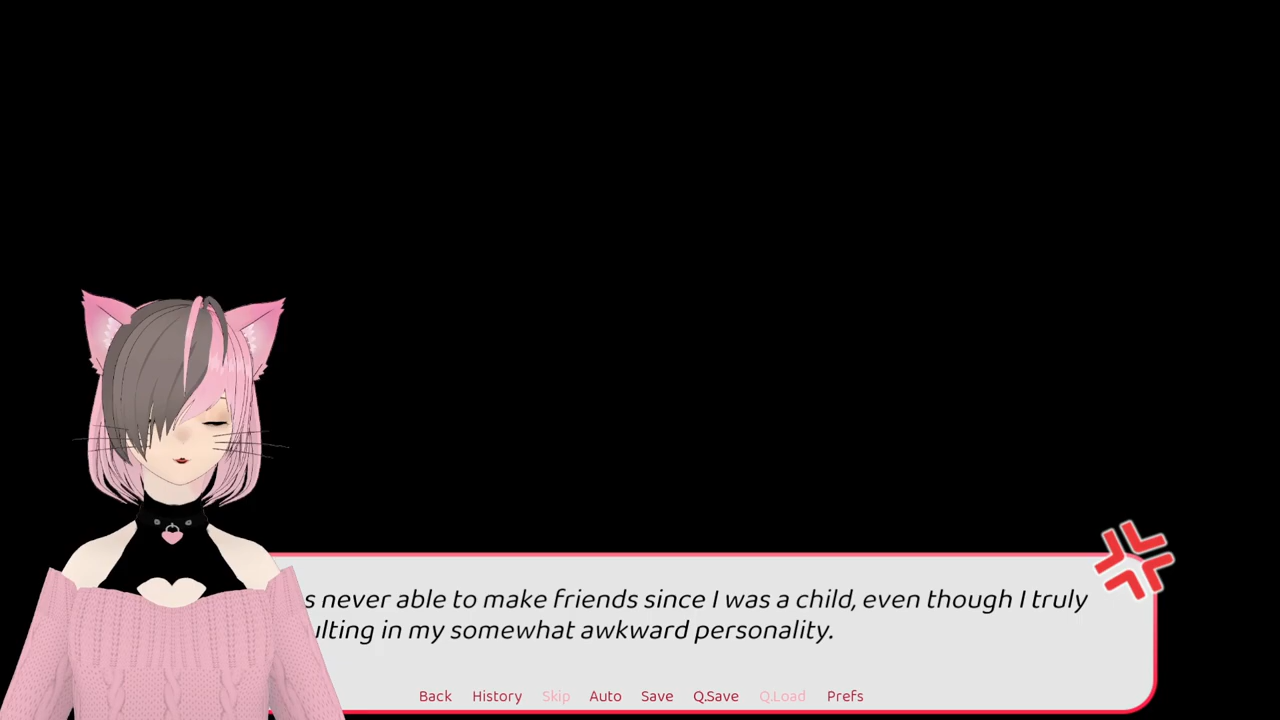 never able to make friends since I was a child, even though I truly
in my somewhat awkward personality.
Back History Skip Auto Save Q.Save Q.Load Prefs